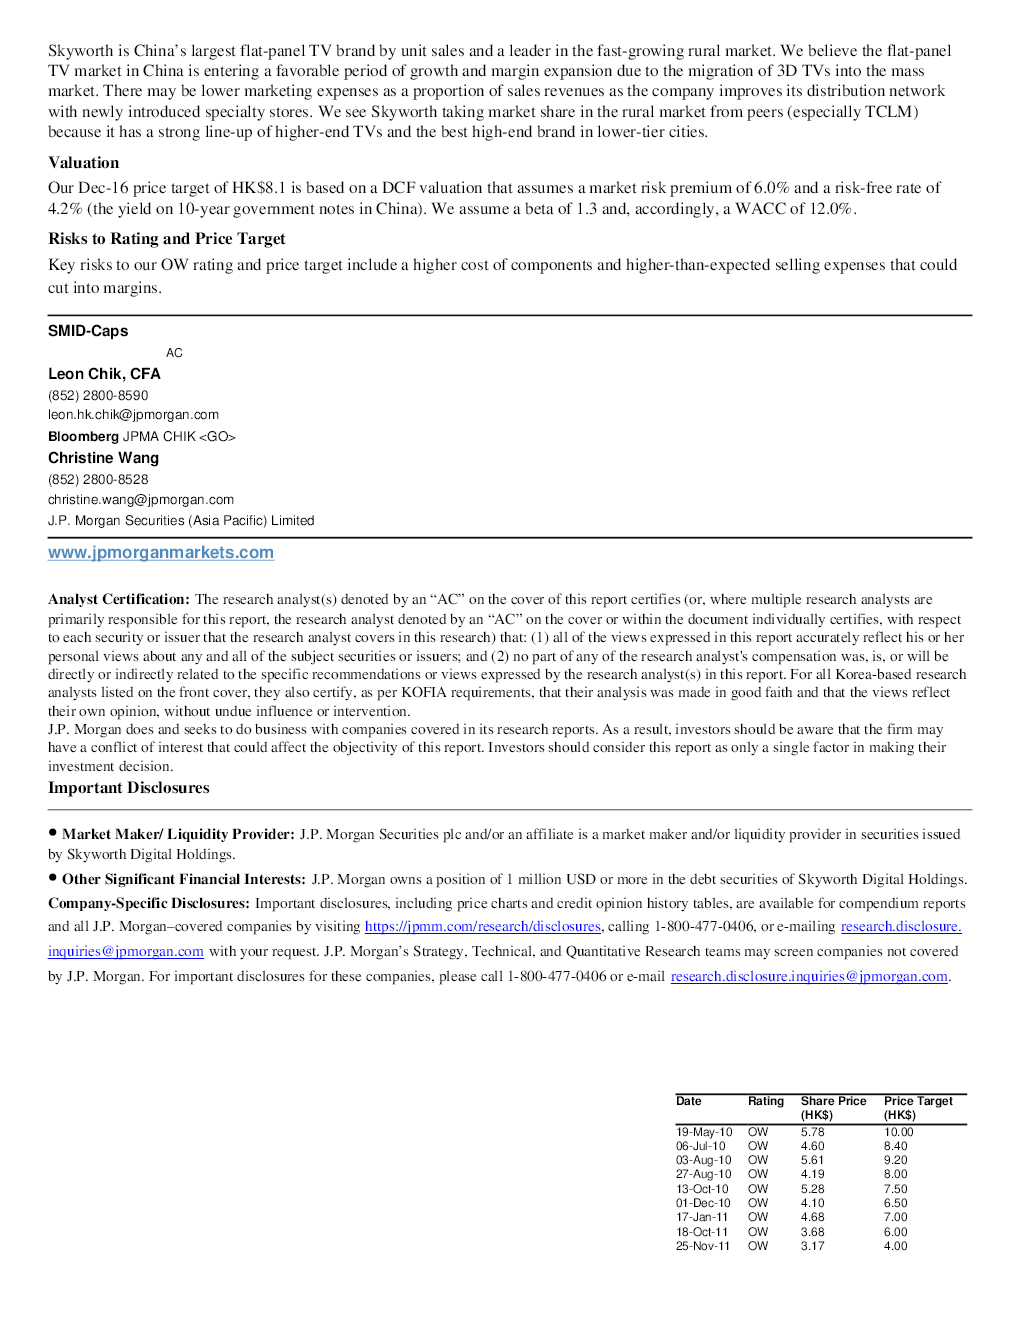 Skyworth is China’s largest flat-panel TV brand by unit sales and a leader in the fast-growing rural market. We believe the flat-panel
TV market in China is entering a favorable period of growth and margin expansion due to the migration of 3D TVs into the mass
market. There may be lower marketing expenses as a proportion of sales revenues as the company improves its distribution network
with newly introduced specialty stores. We see Skyworth taking market share in the rural market from peers (especially TCLM)
because it has a strong line-up of higher-end TVs and the best high-end brand in lower-tier cities.
Valuation
Our Dec-16 price target of HK$8.1 is based on a DCF valuation that assumes a market risk premium of 6.0% and a risk-free rate of
4.2% (the yield on 10-year government notes in China). We assume a beta of 1.3 and, accordingly, a WACC of 12.0%.
Risks to Rating and Price Target
Key risks to our OW rating and price target include a higher cost of components and higher-than-expected selling expenses that could
cut into margins.
SMID-Caps
AC
Leon Chik, CFA
(852) 2800-8590
leon.hk.chik@jpmorgan.com
Bloomberg JPMA CHIK <GO>
Christine Wang
(852) 2800-8528
christine.wang@jpmorgan.com
J.P. Morgan Securities (Asia Pacific) Limited
www.jpmorganmarkets.com
Analyst Certification: The research analyst(s) denoted by an “AC” on the cover of this report certifies (or, where multiple research analysts are
primarily responsible for this report, the research analyst denoted by an “AC” on the cover or within the document individually certifies, with respect
to each security or issuer that the research analyst covers in this research) that: (1) all of the views expressed in this report accurately reflect his or her
personal views about any and all of the subject securities or issuers; and (2) no part of any of the research analyst's compensation was, is, or will be
directly or indirectly related to the specific recommendations or views expressed by the research analyst(s) in this report. For all Korea-based research
analysts listed on the front cover, they also certify, as per KOFIA requirements, that their analysis was made in good faith and that the views reflect
their own opinion, without undue influence or intervention.
J.P. Morgan does and seeks to do business with companies covered in its research reports. As a result, investors should be aware that the firm may
have a conflict of interest that could affect the objectivity of this report. Investors should consider this report as only a single factor in making their
investment decision.
Important Disclosures
• Market Maker/ Liquidity Provider: J.P. Morgan Securities plc and/or an affiliate is a market maker and/or liquidity provider in securities issued
by Skyworth Digital Holdings.
• Other Significant Financial Interests: J.P. Morgan owns a position of 1 million USD or more in the debt securities of Skyworth Digital Holdings.
Company-Specific Disclosures: Important disclosures, including price charts and credit opinion history tables, are available for compendium reports
and all J.P. Morgan–covered companies by visiting https://jpmm.com/research/disclosures, calling 1-800-477-0406, or e-mailing research.disclosure.
inquiries@jpmorgan.com with your request. J.P. Morgan’s Strategy, Technical, and Quantitative Research teams may screen companies not covered
by J.P. Morgan. For important disclosures for these companies, please call 1-800-477-0406 or e-mail research.disclosure.inquiries@jpmorgan.com.
Date Rating Share Price Price Target
(HK$) (HK$)
19-May-10 OW 5.78 10.00
06-Jul-10 OW 4.60 8.40
03-Aug-10 OW 5.61 9.20
27-Aug-10 OW 4.19 8.00
13-Oct-10 OW 5.28 7.50
01-Dec-10 OW 4.10 6.50
17-Jan-11 OW 4.68 7.00
18-Oct-11 OW 3.68 6.00
25-Nov-11 OW 3.17 4.00